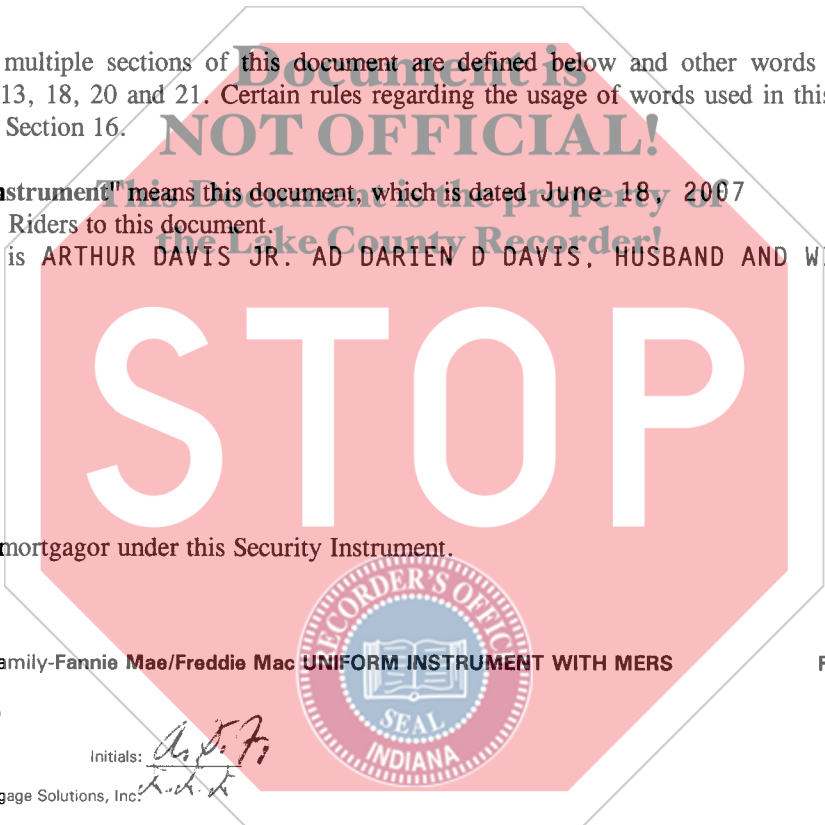 multiple sections of this document are defined below and other words
Document is
13, 18, 20 and 21. Certain rules regarding the usage of words used in this
NOT OFFICIAL!
Section 16.
strument" means this document, which is dated June 18, 2007
This Document is the property of
Riders to this document.
the Lake County Recorder!
is ARTHUR DAVIS JR. AD DARIEN D DAVIS, HUSBAND AND
STOP
mortgagor under this Security Instrument.
RECORDER'S OFFICE
amily-Fannie Mae/Freddie Mac UNIFORM INSTRUMENT WITH MERS
SEAL
INDIANA
Initials:
gage Solutions, Inc.